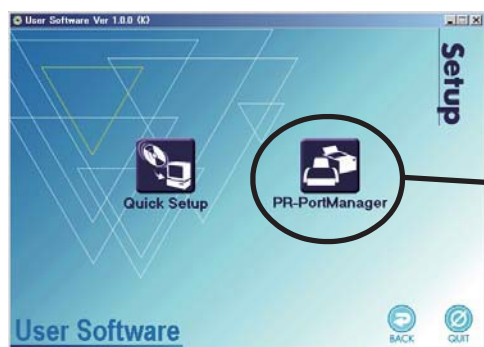 User Software Ver 1.0.0 (K)
Setup
Quick Setup
PR-PortManager
User Software
BACK
QUIT